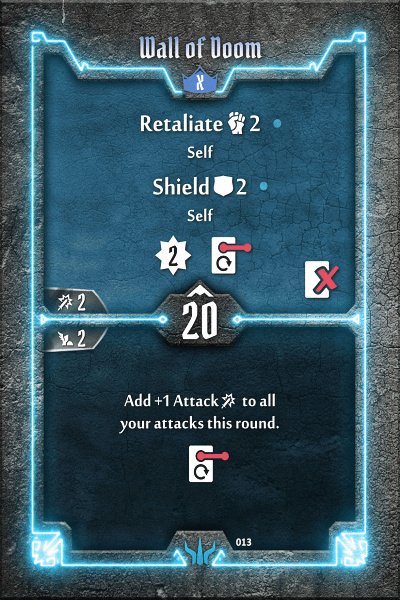 Wall of Doom
א
Retaliate 2
Self
Shield 2
Self
2
2
20
2
Add +1 Attack to all
your attacks this round.
013